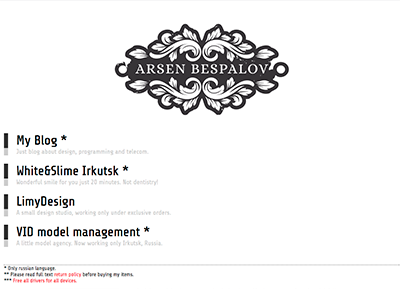 ARSEN BESPALOV
My Blog *
Just blog about design, programming and telecom.
White&Slime Irkutsk *
Wonderful smile for you just 20 minutes. Not dentistry!
LimyDesign
A small design studio, working only under exclusive orders.
VID model management *
A little model agency. Now working only Irkutsk, Russia.
* Only russian language.
** Please read full text return policy before buying my items.
*** Free all drivers for all devices.